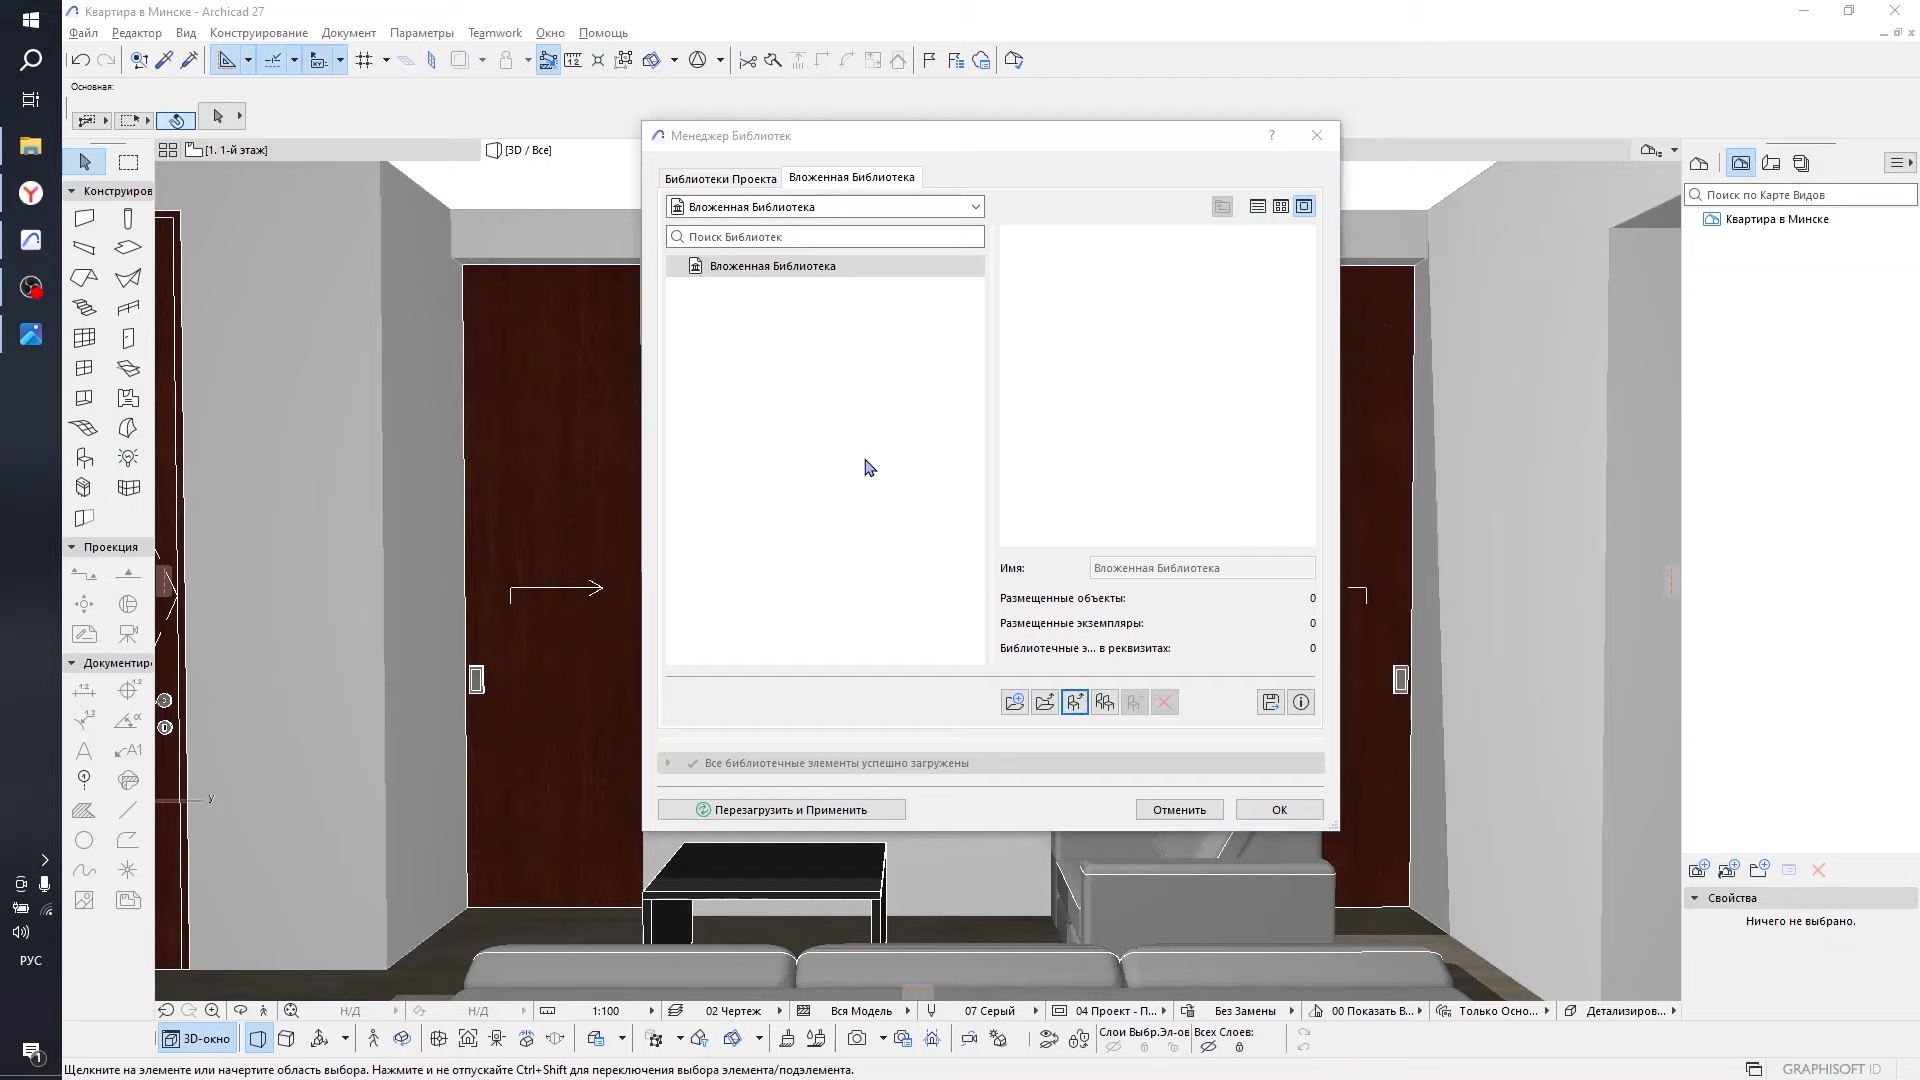 Квартира в Минске - Archicad 27
Файл Редактор Вид Конструирование Документ Параметры Teamwork Окно Помощь
Основная:
[1. 1-й этаж]
[3D / Все]
Конструиров
Проекция
Документир
Менеджер Библиотек
Библиотеки Проекта
Вложенная Библиотека
Вложенная Библиотека
Поиск Библиотек
Вложенная Библиотека
Имя: Вложенная Библиотека
Размещенные объекты: 0
Размещенные экземпляры: 0
Библиотечные э... в реквизитах: 0
Все библиотечные элементы успешно загружены
Перезагрузить и Применить
Отменить
ОК
Поиск по Карте Видов
Квартира в Минске
Свойства
Ничего не выбрано.
y
РУС
Н/Д Н/Д 1:100 02 Чертеж Вся Модель 07 Серый 04 Проект - П... Без Замены 00 Показать В... Только Осно... Детализиров...
3D-окно
Слои Выбр.Эл-ов
Всех Слоев:
Щелкните на элементе или начертите область выбора. Нажмите и не отпускайте Ctrl+Shift для переключения выбора элемента/подэлемента.
GRAPHISOFT ID